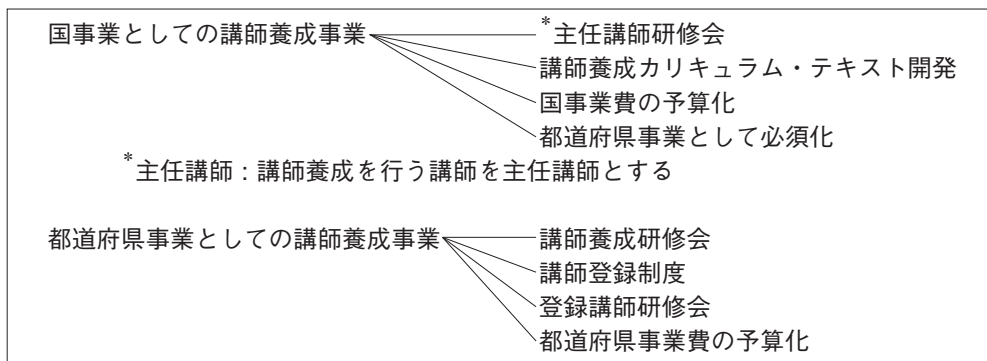 国事業としての講師養成事業 *主任講師研修会
講師養成カリキュラム・テキスト開発
国事業費の予算化
都道府県事業として必須化
*主任講師:講師養成を行う講師を主任講師とする
都道府県事業としての講師養成事業 講師養成研修会
講師登録制度
登録講師研修会
都道府県事業費の予算化